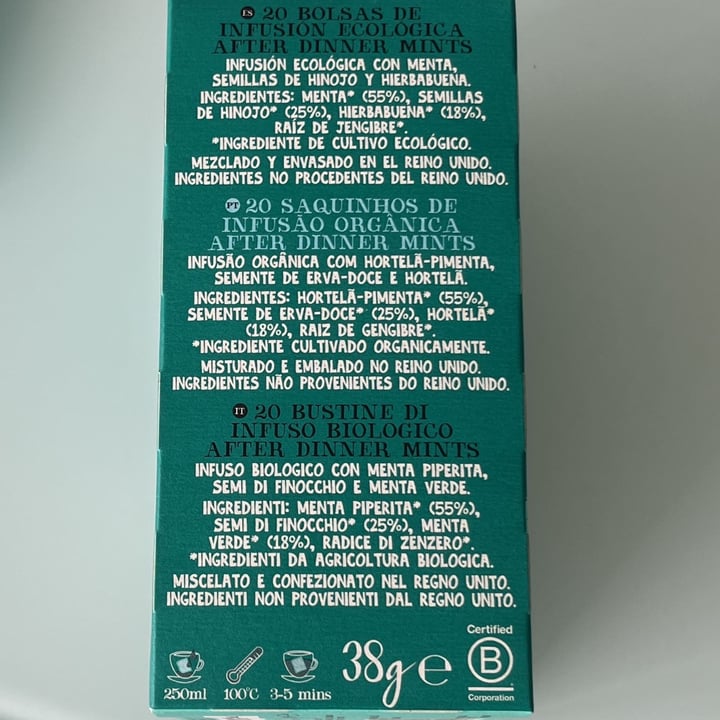 ES 20 BOLSAS DE
INFUSIÓN ECOLÓGICA
AFTER DINNER MINTS
INFUSIÓN ECOLÓGICA CON MENTA,
SEMILLAS DE HINOJO Y HIERBABUENA.
INGREDIENTES: MENTA* (55%), SEMILLAS
DE HINOJO* (25%), HIERBABUENA* (18%),
RAÍZ DE JENGIBRE*.
*INGREDIENTE DE CULTIVO ECOLÓGICO.
MEZCLADO Y ENVASADO EN EL REINO UNIDO.
INGREDIENTES NO PROCEDENTES DEL REINO UNIDO.
PT 20 SAQUINHOS DE
INFUSÃO ORGÂNICA
AFTER DINNER MINTS
INFUSÃO ORGÂNICA COM HORTELÃ-PIMENTA,
SEMENTE DE ERVA-DOCE E HORTELÃ.
INGREDIENTES: HORTELÃ-PIMENTA* (55%),
SEMENTE DE ERVA-DOCE* (25%), HORTELÃ*
(18%), RAIZ DE GENGIBRE*.
*INGREDIENTE CULTIVADO ORGANICAMENTE.
MISTURADO E EMBALADO NO REINO UNIDO.
INGREDIENTES NÃO PROVENIENTES DO REINO UNIDO.
IT 20 BUSTINE DI
INFUSO BIOLOGICO
AFTER DINNER MINTS
INFUSO BIOLOGICO CON MENTA PIPERITA,
SEMI DI FINOCCHIO E MENTA VERDE.
INGREDIENTI: MENTA PIPERITA* (55%),
SEMI DI FINOCCHIO* (25%), MENTA
VERDE* (18%), RADICE DI ZENZERO*.
*INGREDIENTI DA AGRICOLTURA BIOLOGICA.
MISCELATO E CONFEZIONATO NEL REGNO UNITO.
INGREDIENTI NON PROVENIENTI DAL REGNO UNITO.
250ml 100°C 3-5 mins 38g ℮
Certified
B
Corporation